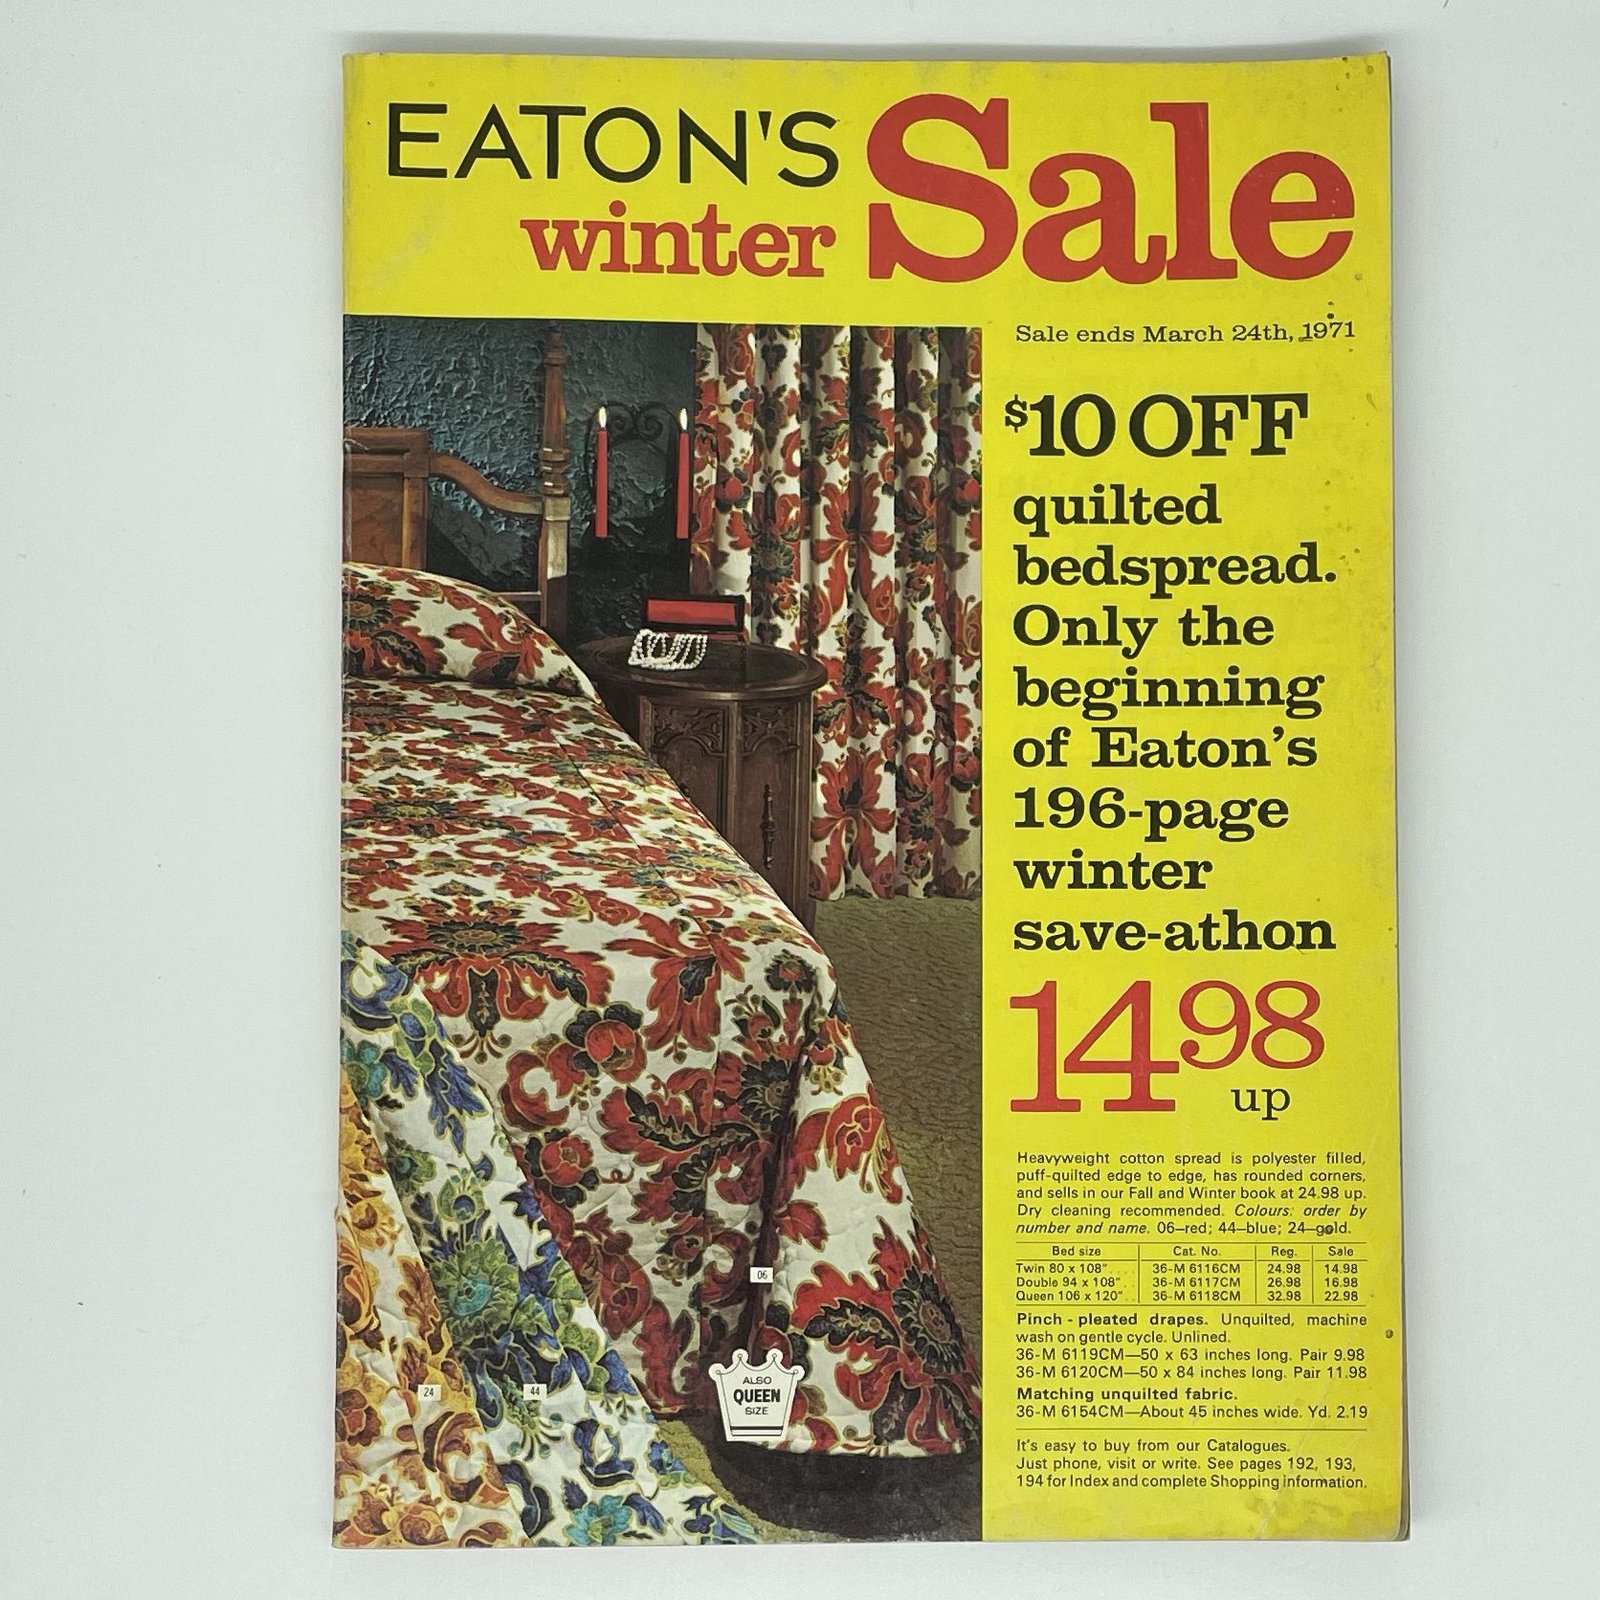 EATON'S
winter Sale
Sale ends March 24th, 1971
$10 OFF
quilted
bedspread.
Only the
beginning
of Eaton's
196-page
winter
save-athon
14 98
up
Heavyweight cotton spread is polyester filled,
puff-quilted edge to edge, has rounded corners,
and sells in our Fall and Winter book at 24.98 up.
Dry cleaning recommended. Colours: order by
number and name. 06—red; 44—blue; 24—gold.
Bed size Cat. No. Reg. Sale
Twin 80 x 108" .... 36-M 6116CM 24.98 14.98
Double 94 x 108" .. 36-M 6117CM 26.98 16.98
Queen 106 x 120" .. 36-M 6118CM 32.98 22.98
Pinch-pleated drapes. Unquilted, machine
wash on gentle cycle. Unlined.
36-M 6119CM—50 x 63 inches long. Pair 9.98
36-M 6120CM—50 x 84 inches long. Pair 11.98
Matching unquilted fabric.
36-M 6154CM—About 45 inches wide. Yd. 2.19
It's easy to buy from our Catalogues.
Just phone, visit or write. See pages 192, 193,
194 for Index and complete Shopping information.
06
24
44
ALSO
QUEEN
SIZE